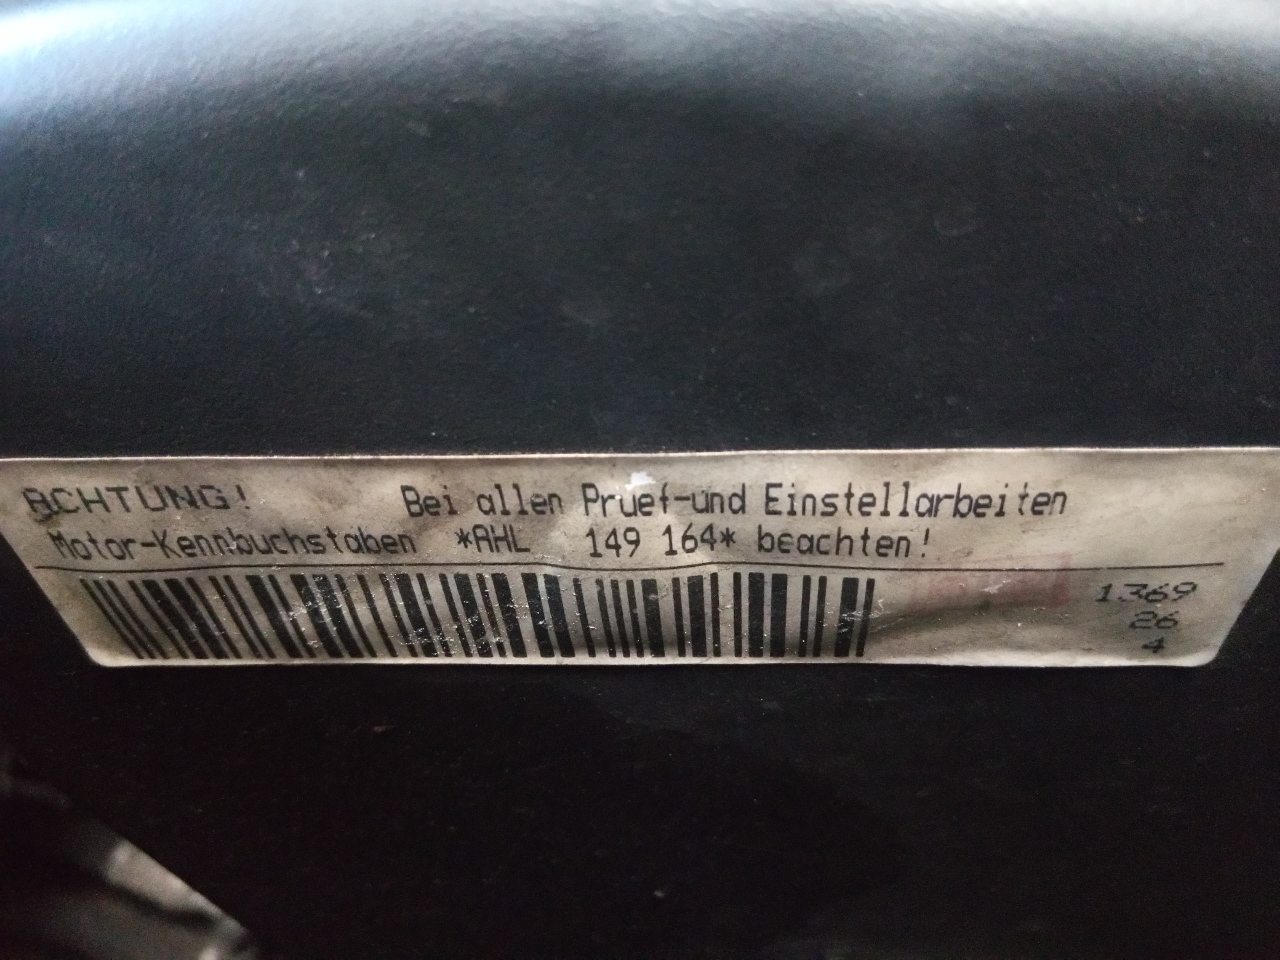 ACHTUNG! Bei allen Pruef-und Einstellarbeiten
Motor-Kennbuchstaben *AHL 149 164* beachten!
1369
26
4